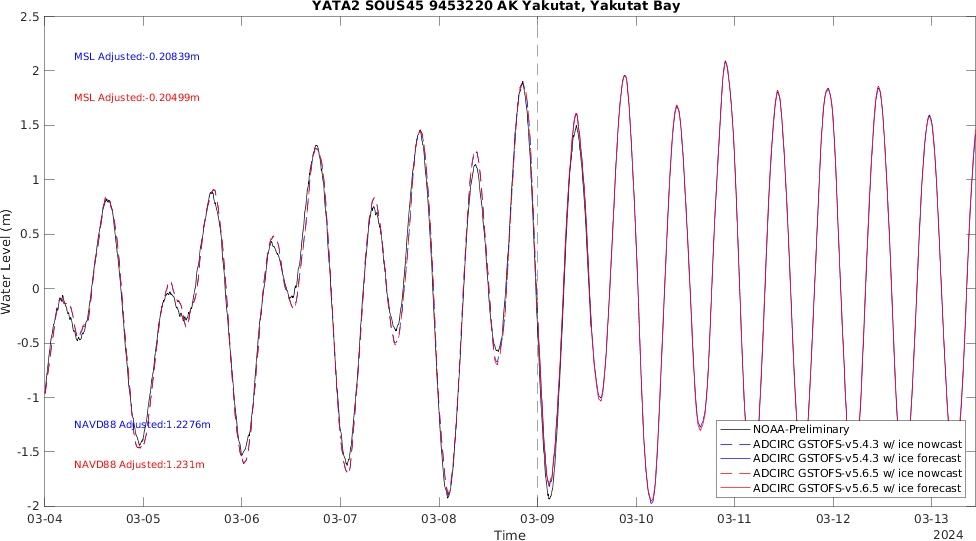 YATA2 SOUS45 9453220 AK Yakutat, Yakutat Bay
2.5
2
1.5
1
0.5
0
-0.5
-1
-1.5
-2
Water Level (m)
MSL Adjusted:-0.20839m
MSL Adjusted:-0.20499m
NAVD88 Adjusted:1.2276m
NAVD88 Adjusted:1.231m
NOAA-Preliminary
ADCIRC GSTOFS-v5.4.3 w/ ice nowcast
ADCIRC GSTOFS-v5.4.3 w/ ice forecast
ADCIRC GSTOFS-v5.6.5 w/ ice nowcast
ADCIRC GSTOFS-v5.6.5 w/ ice forecast
03-04 03-05 03-06 03-07 03-08 03-09 03-10 03-11 03-12 03-13
Time
2024